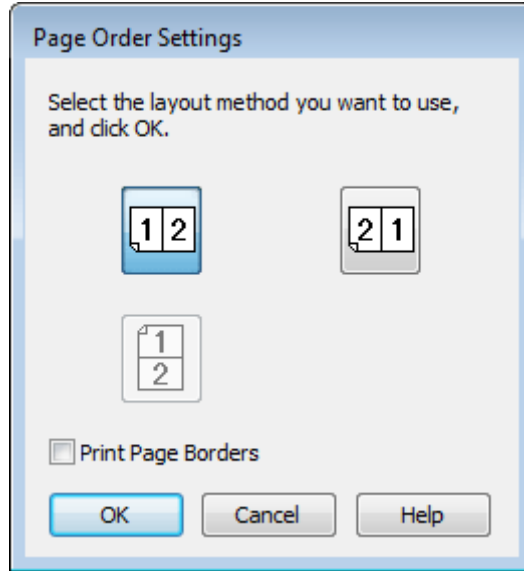 Page Order Settings
Select the layout method you want to use,
and click OK.
1 2
2 1
1
2
Print Page Borders
OK Cancel Help